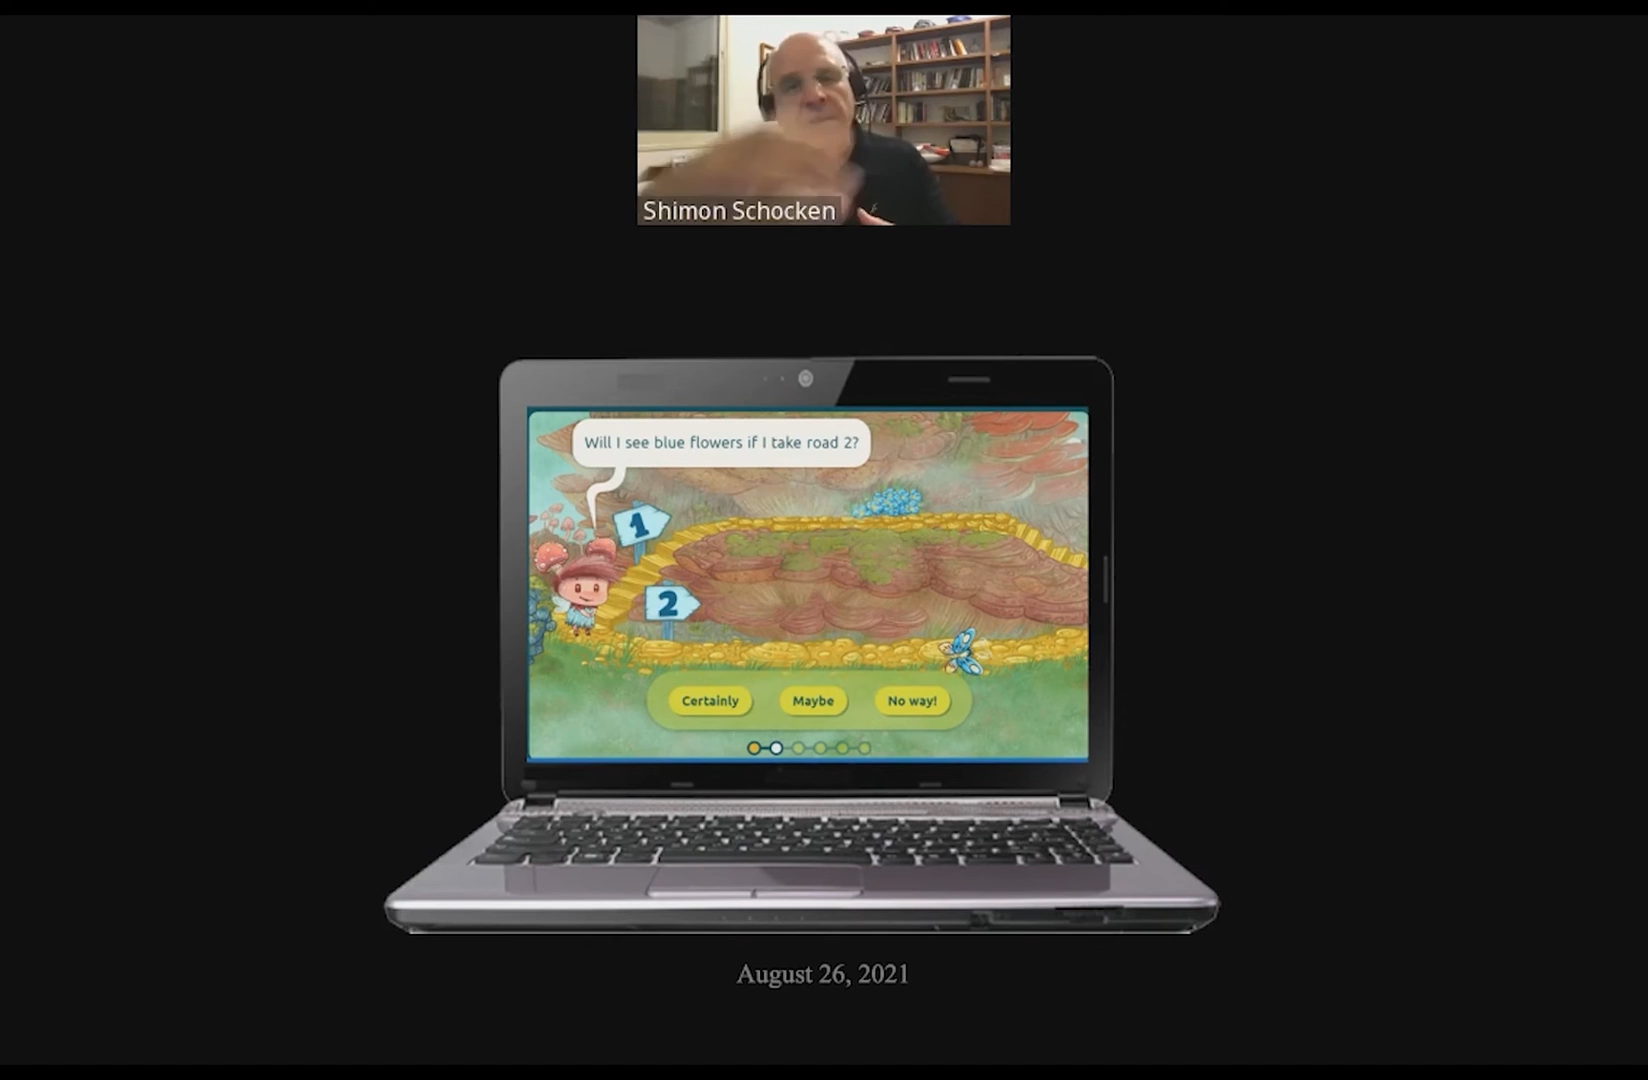 Shimon Schocken
Will I see blue flowers if I take road 2?
1
2
Certainly
Maybe
No way!
August 26, 2021